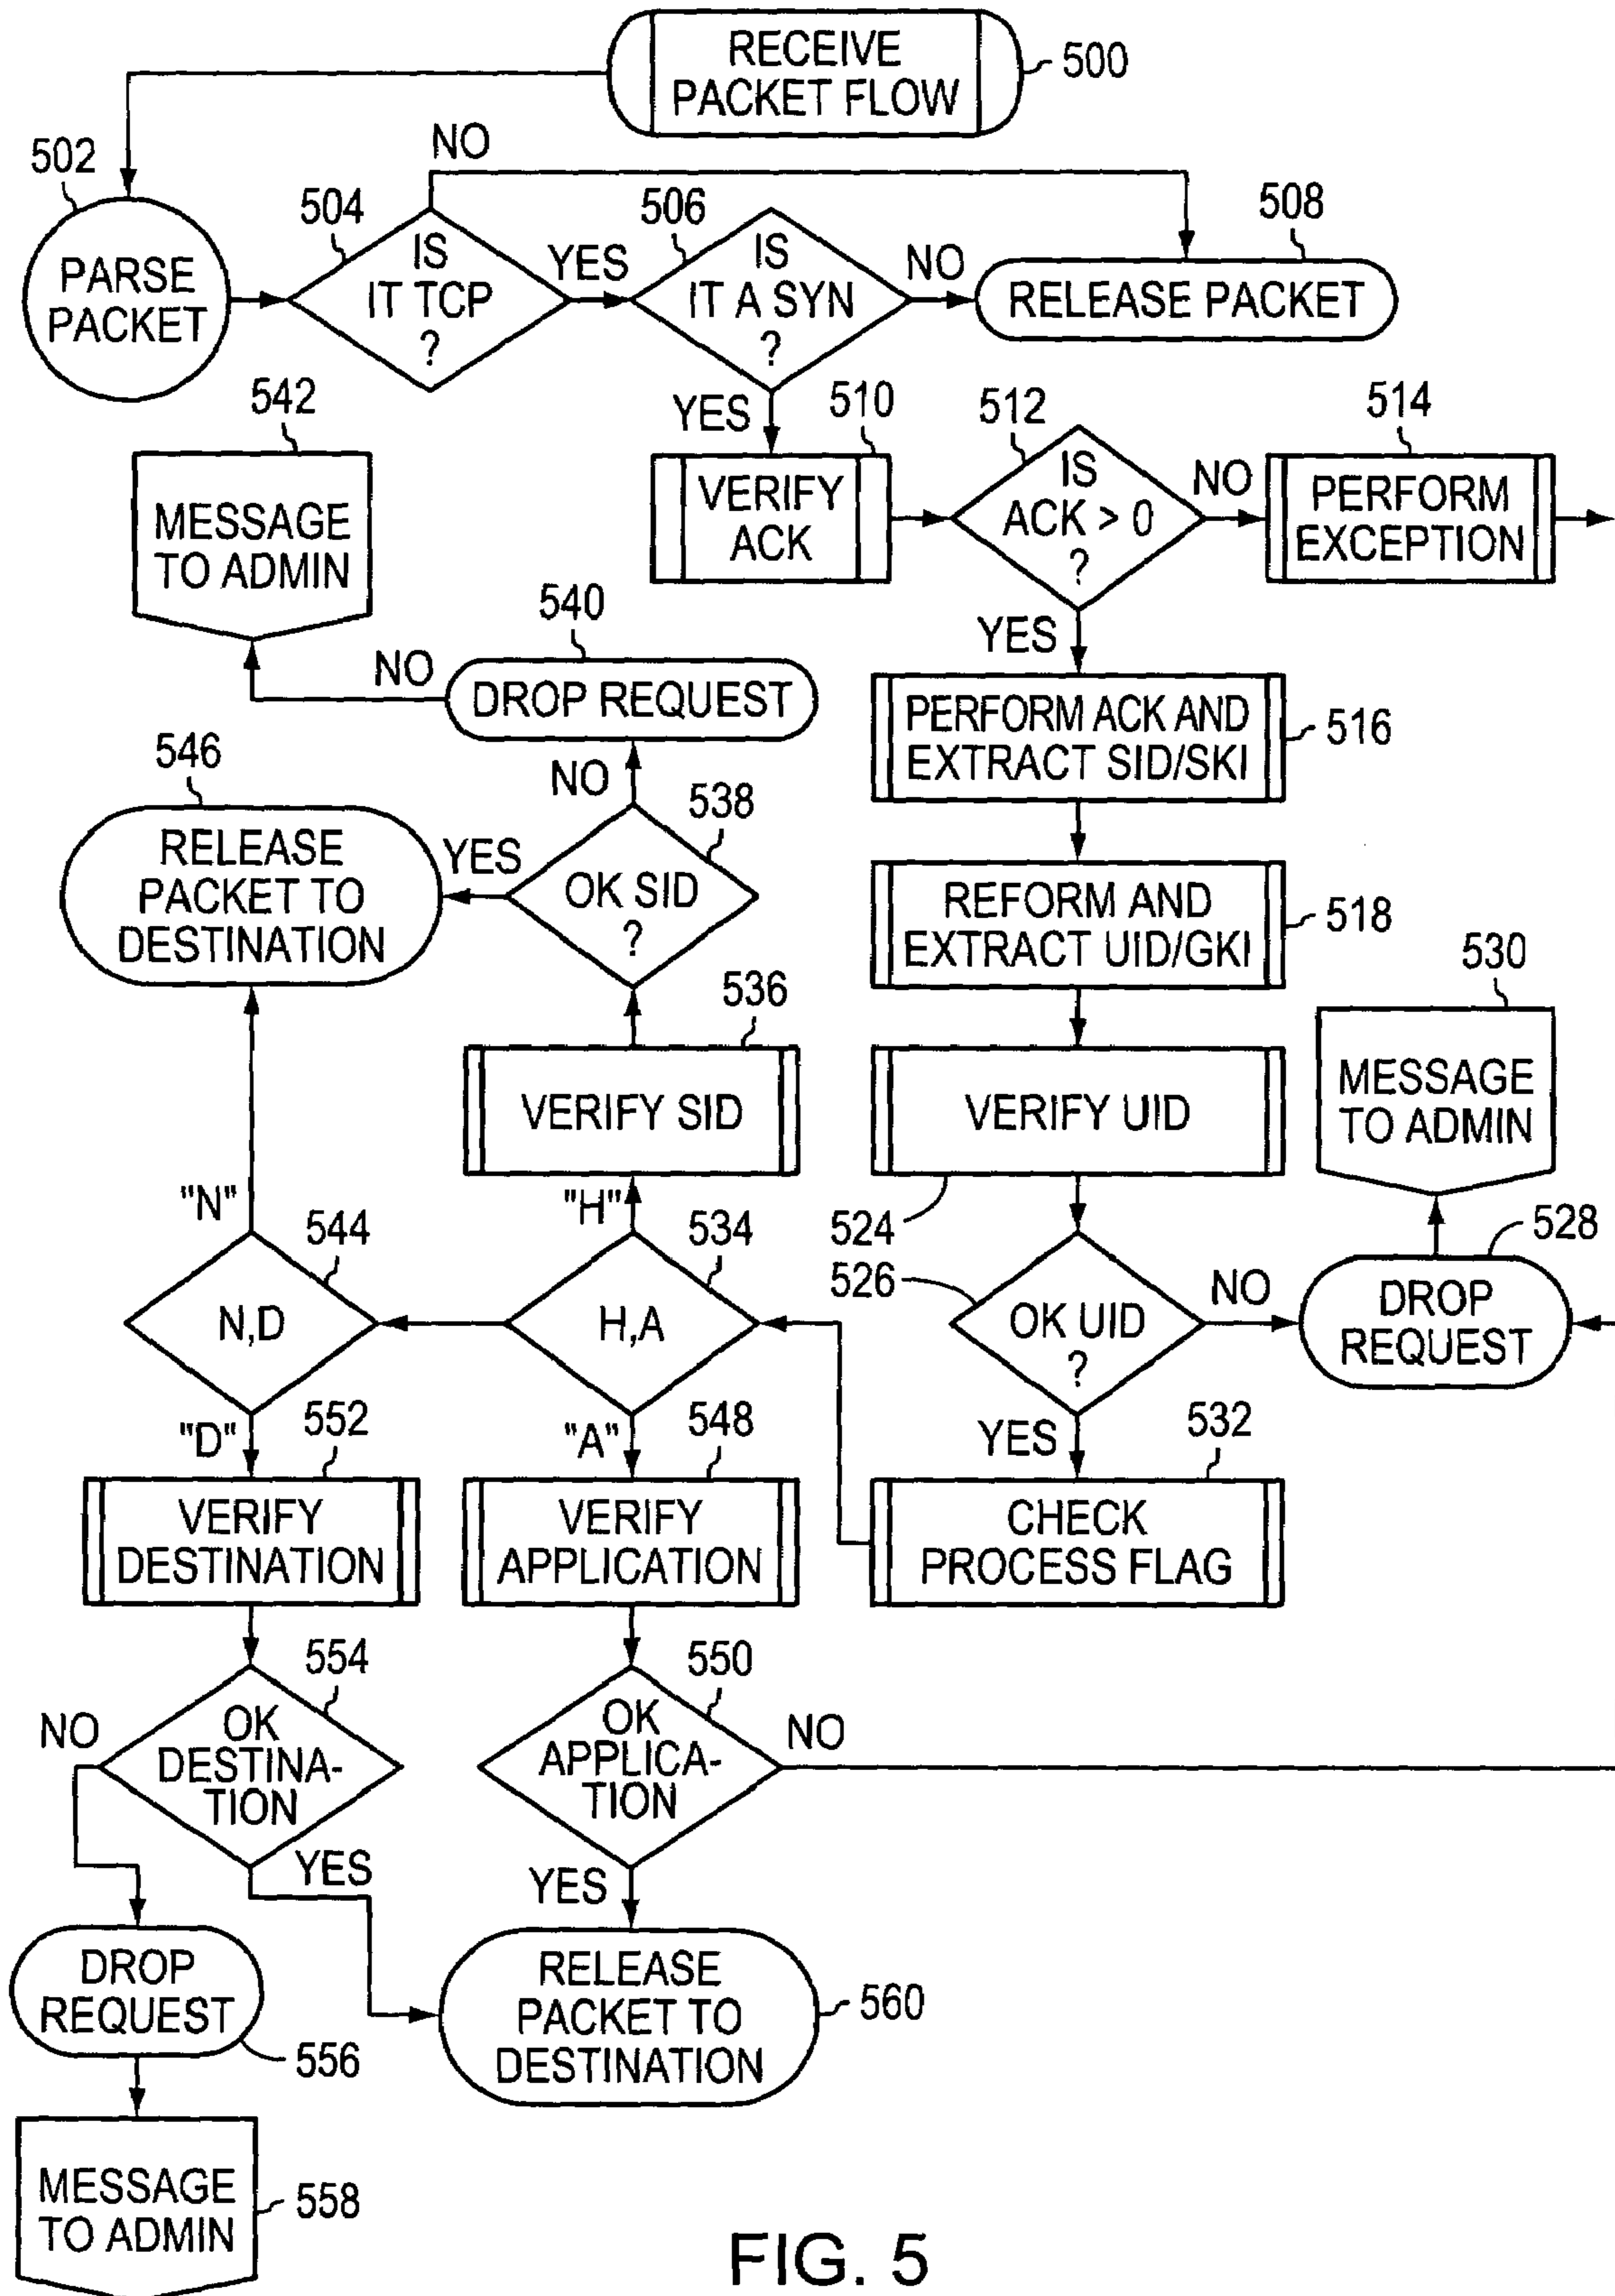 RECEIVE
PACKET FLOW
500
NO
502
504
506
508
PARSE
PACKET
IS
IT TCP
?
YES
IS
IT A SYN
?
NO
RELEASE PACKET
542
YES
510
512
514
MESSAGE
TO ADMIN
VERIFY
ACK
IS
ACK > 0
?
NO
PERFORM
EXCEPTION
540
YES
NO
DROP REQUEST
PERFORM ACK AND
EXTRACT SID/SKI
516
546
NO
538
RELEASE
PACKET TO
DESTINATION
YES
OK SID
?
REFORM AND
EXTRACT UID/GKI
518
530
536
VERIFY SID
VERIFY UID
MESSAGE
TO ADMIN
"N"
"H"
524
544
534
526
528
N,D
H,A
OK UID
?
NO
DROP
REQUEST
"D"
552
"A"
548
YES
532
VERIFY
DESTINATION
VERIFY
APPLICATION
CHECK
PROCESS FLAG
554
550
NO
OK
DESTINA-
TION
OK
APPLICA-
TION
NO
YES
YES
DROP
REQUEST
556
RELEASE
PACKET TO
DESTINATION
560
MESSAGE
TO ADMIN
558
FIG. 5